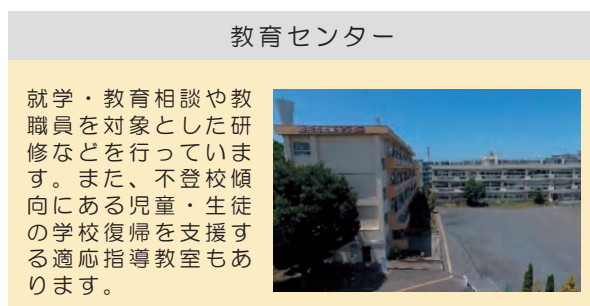 教育センター
就学・教育相談や教
職員を対象とした研
修などを行っていま
す。また、不登校傾
向にある児童・生徒
の学校復帰を支援す
る適応指導教室もあ
ります。